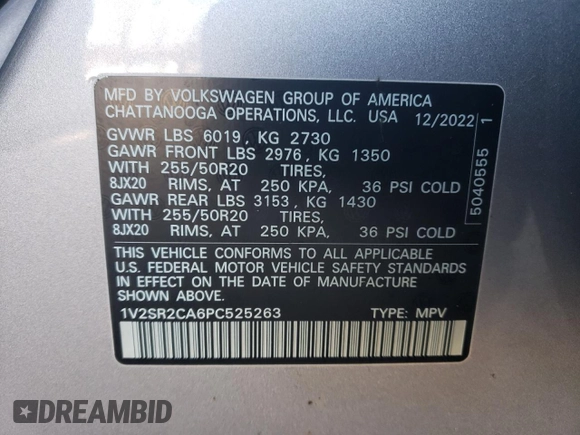 MFD BY VOLKSWAGEN GROUP OF AMERICA
CHATTANOOGA OPERATIONS, LLC. USA 12/2022
GVWR LBS 6019, KG 2730
GAWR FRONT LBS 2976, KG 1350
WITH 255/50R20 TIRES,
8JX20 RIMS, AT 250 KPA, 36 PSI COLD
GAWR REAR LBS 3153, KG 1430
WITH 255/50R20 TIRES,
8JX20 RIMS, AT 250 KPA, 36 PSI COLD
THIS VEHICLE CONFORMS TO ALL APPLICABLE
U.S. FEDERAL MOTOR VEHICLE SAFETY STANDARDS
IN EFFECT ON THE DATE OF MANUFACTURE
SHOWN ABOVE.
1V2SR2CA6PC525263 TYPE: MPV
5040555 1
DREAMBID